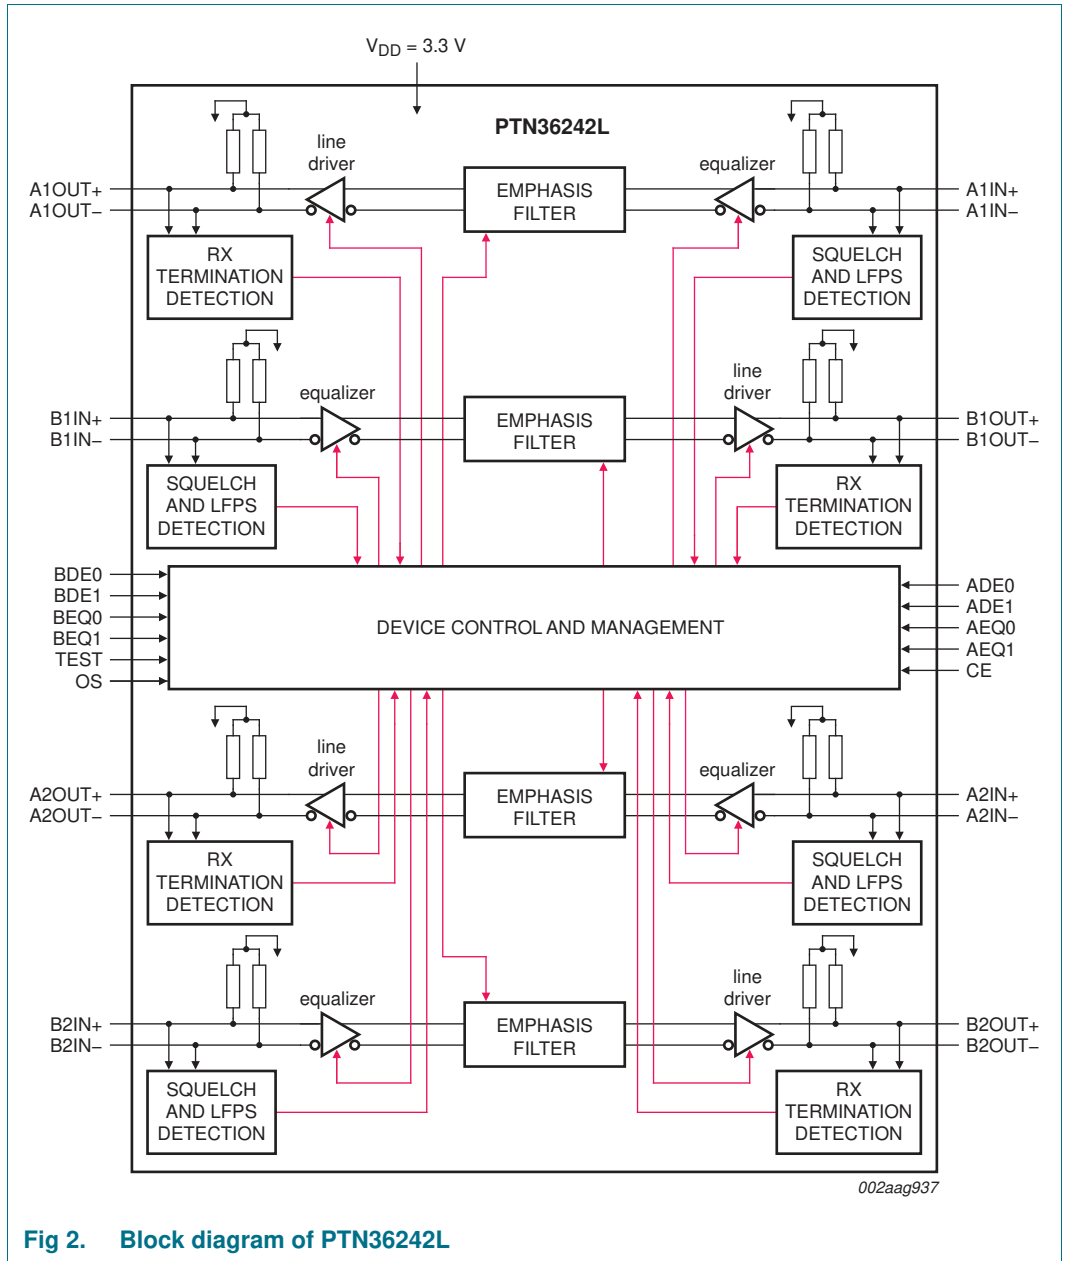 VDD = 3.3 V
PTN36242L
line
driver
equalizer
A1OUT+
A1OUT−
EMPHASIS
FILTER
A1IN+
A1IN−
RX
TERMINATION
DETECTION
SQUELCH
AND LFPS
DETECTION
equalizer
line
driver
B1IN+
B1IN−
EMPHASIS
FILTER
B1OUT+
B1OUT−
SQUELCH
AND LFPS
DETECTION
RX
TERMINATION
DETECTION
BDE0
BDE1
BEQ0
BEQ1
TEST
OS
DEVICE CONTROL AND MANAGEMENT
ADE0
ADE1
AEQ0
AEQ1
CE
line
driver
equalizer
A2OUT+
A2OUT−
EMPHASIS
FILTER
A2IN+
A2IN−
RX
TERMINATION
DETECTION
SQUELCH
AND LFPS
DETECTION
equalizer
line
driver
B2IN+
B2IN−
EMPHASIS
FILTER
B2OUT+
B2OUT−
SQUELCH
AND LFPS
DETECTION
RX
TERMINATION
DETECTION
002aag937
Fig 2. Block diagram of PTN36242L